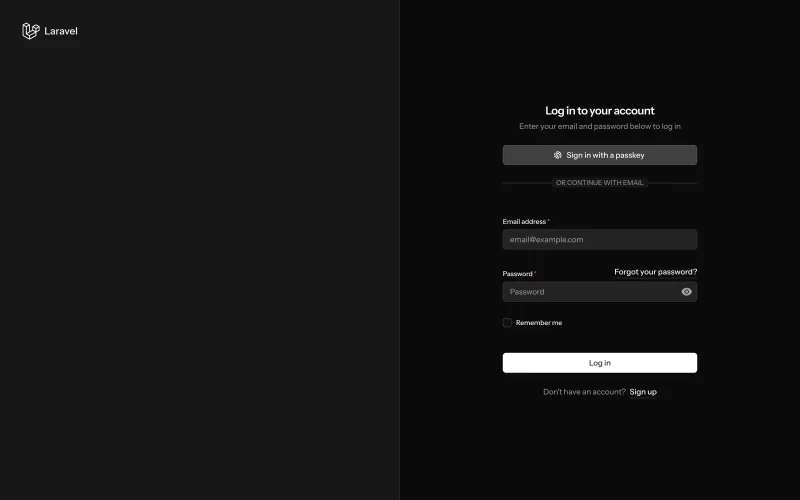 Laravel
Log in to your account
Enter your email and password below to log in
Sign in with a passkey
OR CONTINUE WITH EMAIL
Email address *
email@example.com
Password * Forgot your password?
Password
Remember me
Log in
Don't have an account? Sign up